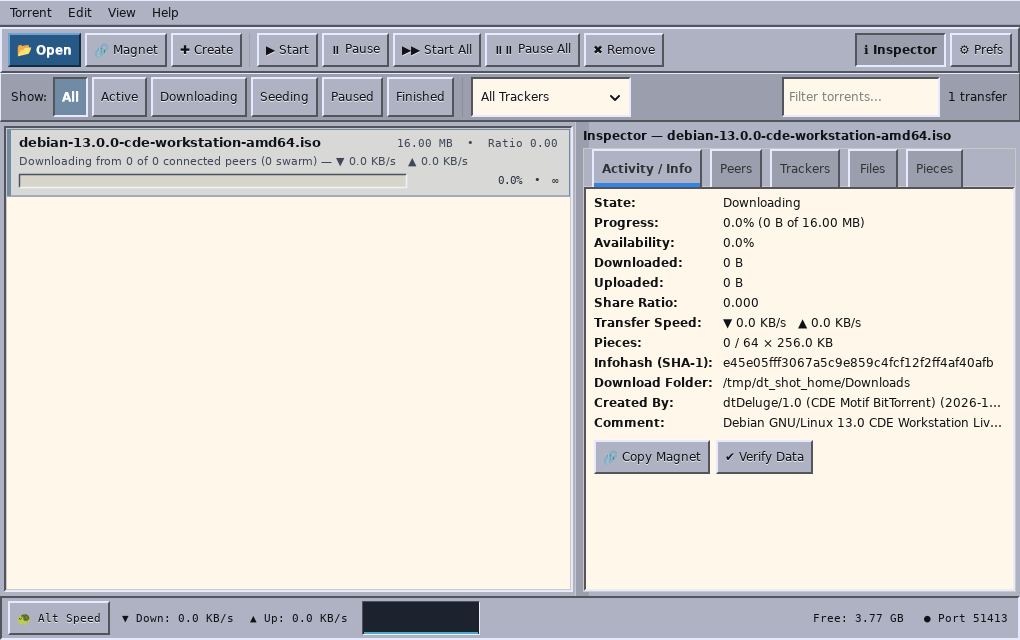 Torrent Edit View Help
Open Magnet Create Start Pause Start All Pause All Remove Inspector Prefs
Show: All Active Downloading Seeding Paused Finished All Trackers Filter torrents... 1 transfer
debian-13.0.0-cde-workstation-amd64.iso 16.00 MB • Ratio 0.00
Downloading from 0 of 0 connected peers (0 swarm) — ▼ 0.0 KB/s ▲ 0.0 KB/s
0.0% • ∞
Inspector — debian-13.0.0-cde-workstation-amd64.iso
Activity / Info Peers Trackers Files Pieces
State: Downloading
Progress: 0.0% (0 B of 16.00 MB)
Availability: 0.0%
Downloaded: 0 B
Uploaded: 0 B
Share Ratio: 0.000
Transfer Speed: ▼ 0.0 KB/s ▲ 0.0 KB/s
Pieces: 0 / 64 × 256.0 KB
Infohash (SHA-1): e45e05fff3067a5c9e859c4fcf12f2ff4af40afb
Download Folder: /tmp/dt_shot_home/Downloads
Created By: dtDeluge/1.0 (CDE Motif BitTorrent) (2026-1...
Comment: Debian GNU/Linux 13.0 CDE Workstation Liv...
Copy Magnet ✔ Verify Data
Alt Speed ▼ Down: 0.0 KB/s ▲ Up: 0.0 KB/s Free: 3.77 GB ● Port 51413